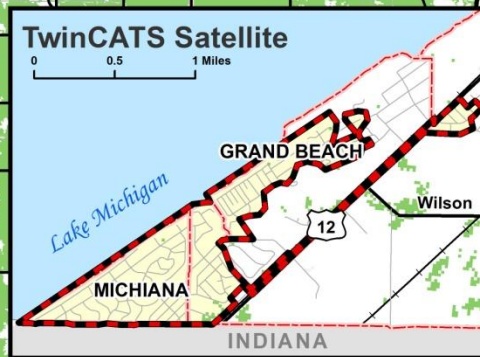 TwinCATS Satellite
0 0.5 1 Miles
GRAND BEACH
Lake Michigan
Wilson
12
MICHIANA
INDIANA